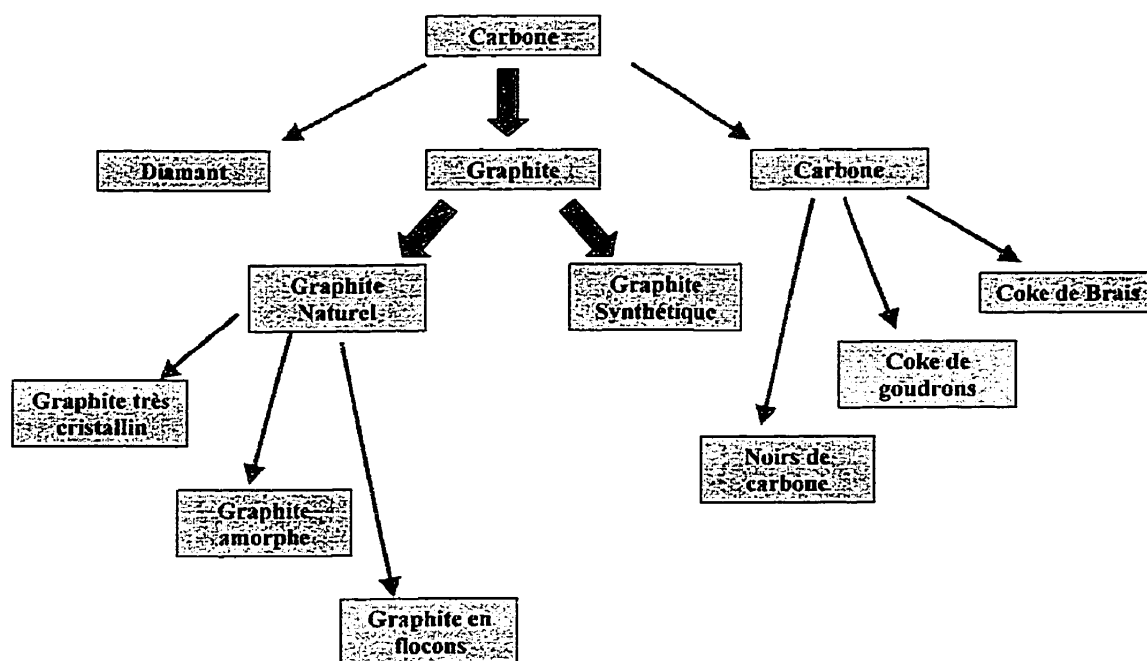 Carbone
Diamant
Graphite
Carbone
Graphite
Naturel
Graphite
Synthétique
Coke de Brais
Coke de
goudrons
Graphite très
cristallin
Noirs de
carbone
Graphite
amorphe
Graphite en
flocons